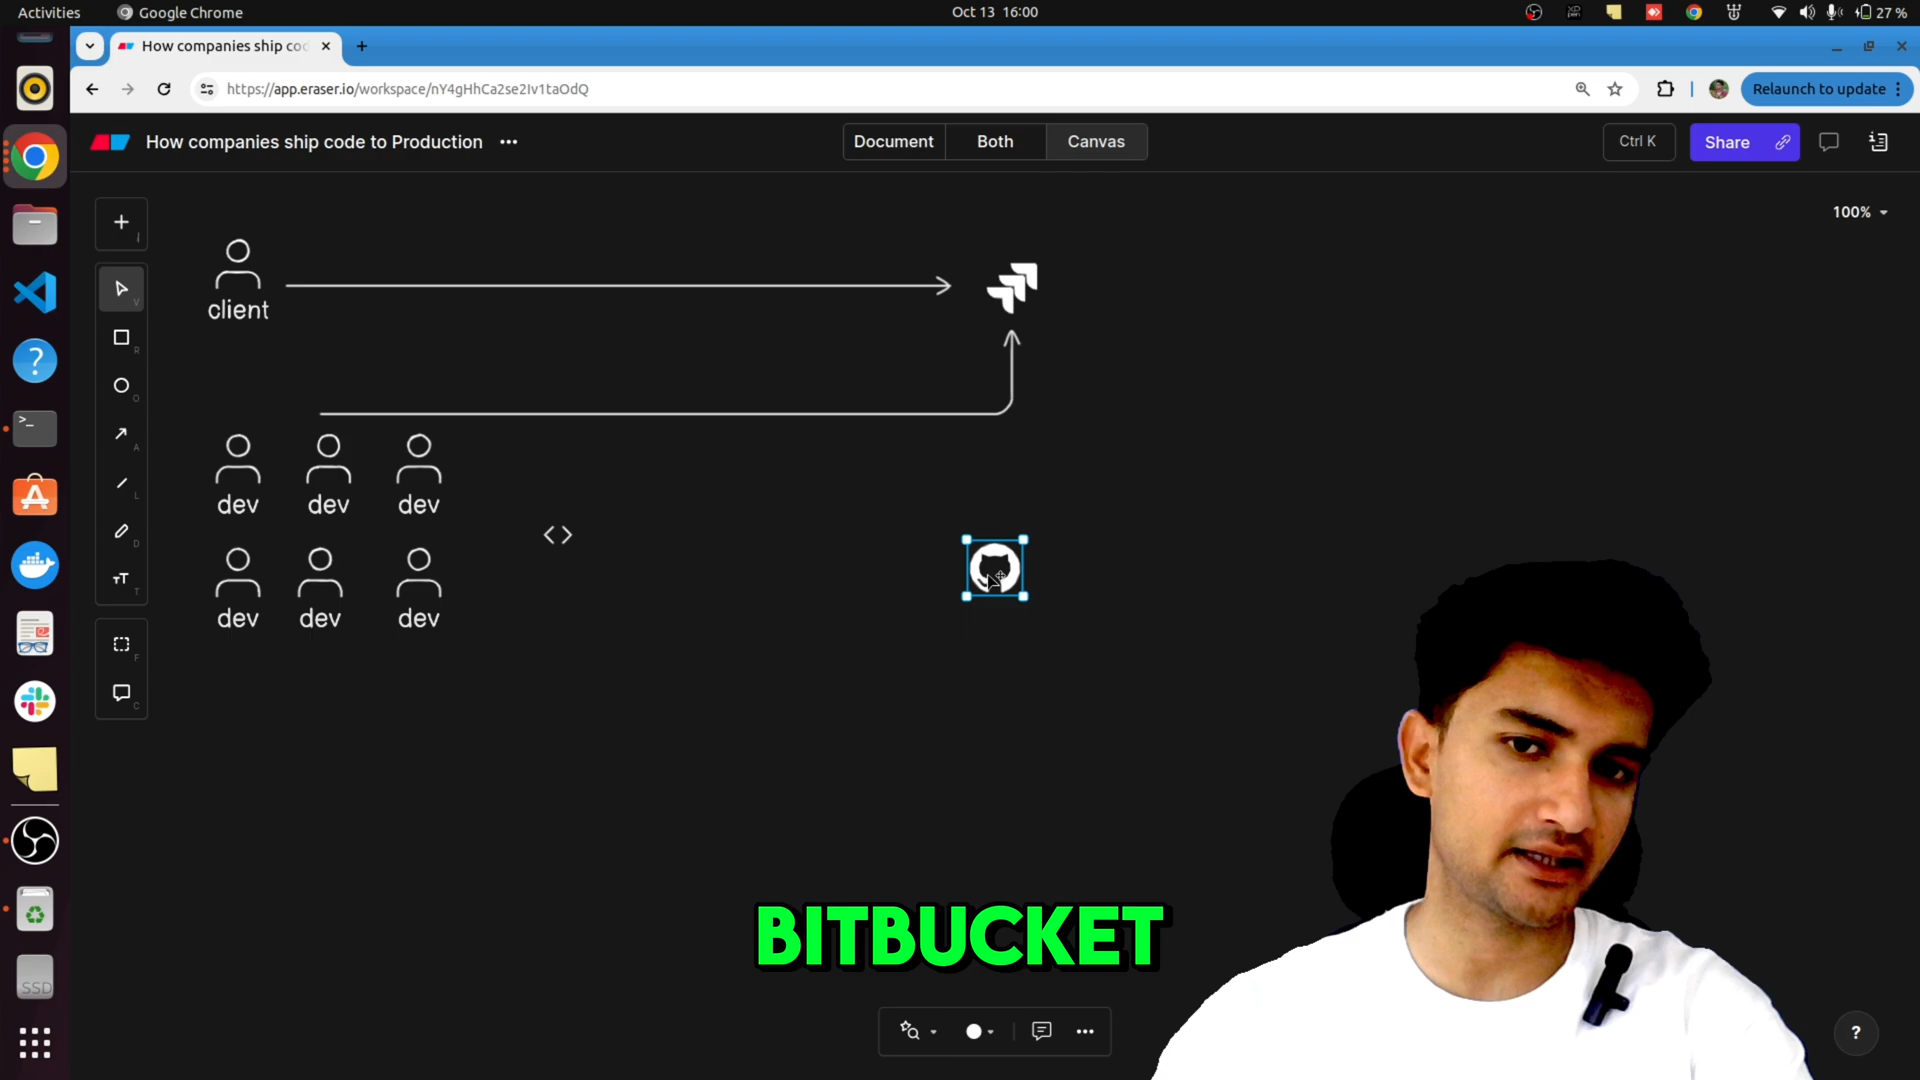 Activities
Google Chrome
Oct 13 16:00
27 %
How companies ship cod
https://app.eraser.io/workspace/nY4gHhCa2se2Iv1taOdQ
Relaunch to update
How companies ship code to Production
Document
Both
Canvas
Ctrl K
Share
100%
I
V
R
O
A
L
D
T
F
C
client
dev
dev
dev
dev
dev
dev
BITBUCKET
SSD
?